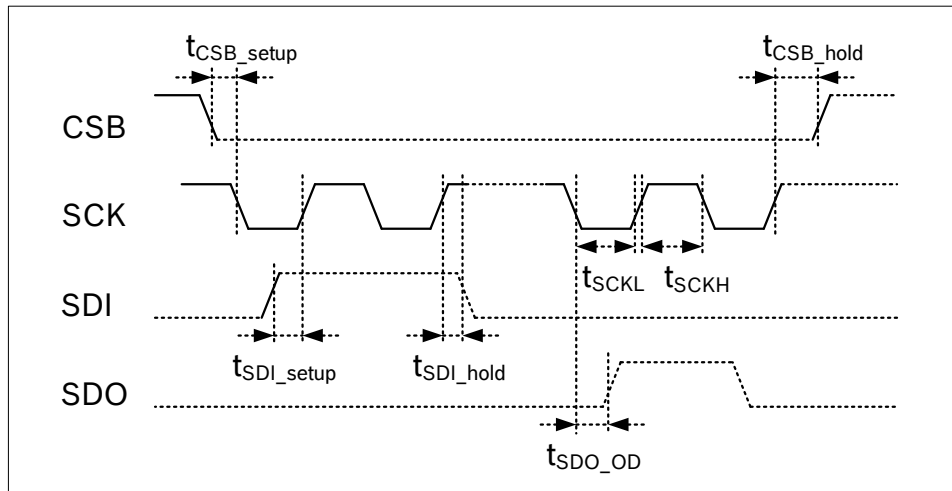 tCSB_setup
tCSB_hold
CSB
SCK
tSCKL
tSCKH
SDI
tSDI_setup
tSDI_hold
SDO
tSDO_OD